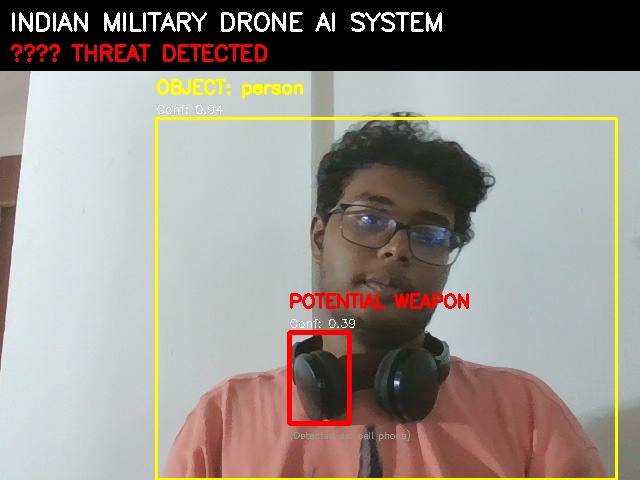 INDIAN MILITARY DRONE AI SYSTEM
???? THREAT DETECTED
OBJECT: person
Conf: 0.94
POTENTIAL WEAPON
Conf: 0.39
(Detected as: cell phone)